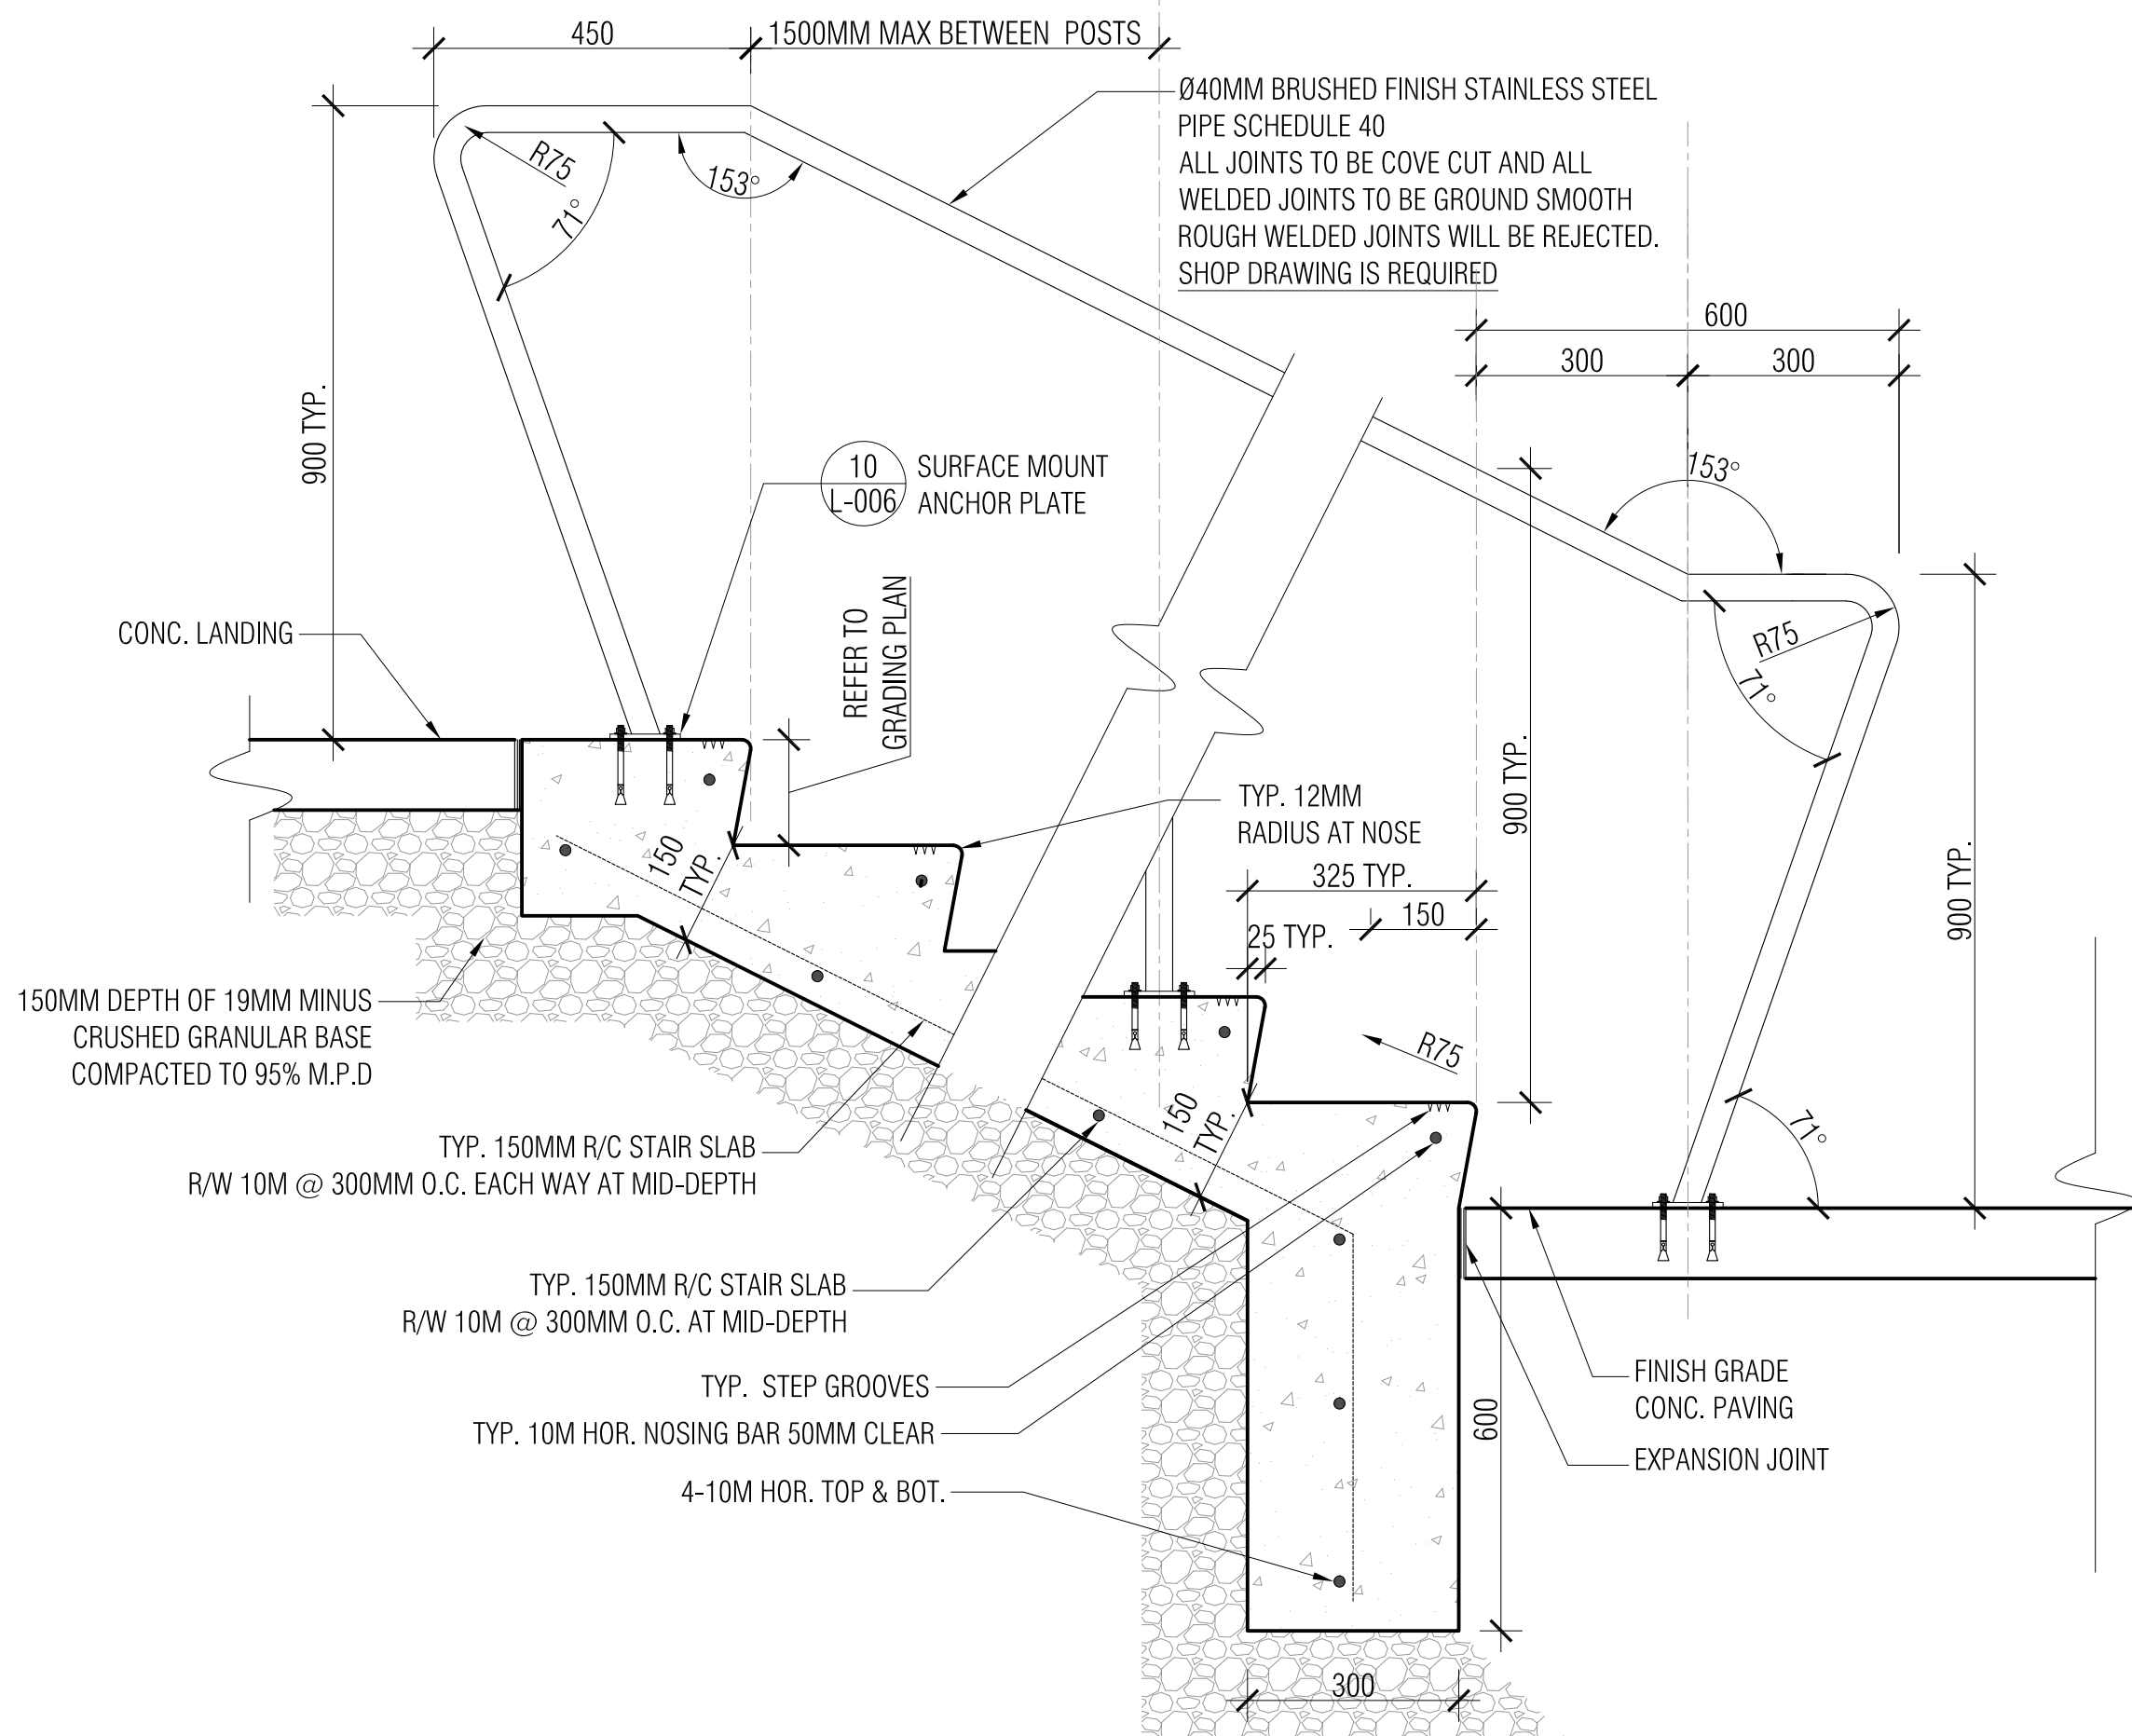 450
1500MM MAX BETWEEN POSTS
Ø40MM BRUSHED FINISH STAINLESS STEEL
PIPE SCHEDULE 40
ALL JOINTS TO BE COVE CUT AND ALL
WELDED JOINTS TO BE GROUND SMOOTH
ROUGH WELDED JOINTS WILL BE REJECTED.
SHOP DRAWING IS REQUIRED
R75
153°
71°
600
300
300
900 TYP.
10
L-006
SURFACE MOUNT
ANCHOR PLATE
153°
REFER TO
GRADING PLAN
CONC. LANDING
R75
71°
900 TYP.
TYP. 12MM
RADIUS AT NOSE
150
TYP.
325 TYP.
150
25 TYP.
900 TYP.
150MM DEPTH OF 19MM MINUS
CRUSHED GRANULAR BASE
COMPACTED TO 95% M.P.D
R75
150
TYP.
71°
TYP. 150MM R/C STAIR SLAB
R/W 10M @ 300MM O.C. EACH WAY AT MID-DEPTH
TYP. 150MM R/C STAIR SLAB
R/W 10M @ 300MM O.C. AT MID-DEPTH
TYP. STEP GROOVES
TYP. 10M HOR. NOSING BAR 50MM CLEAR
4-10M HOR. TOP & BOT.
600
FINISH GRADE
CONC. PAVING
EXPANSION JOINT
300